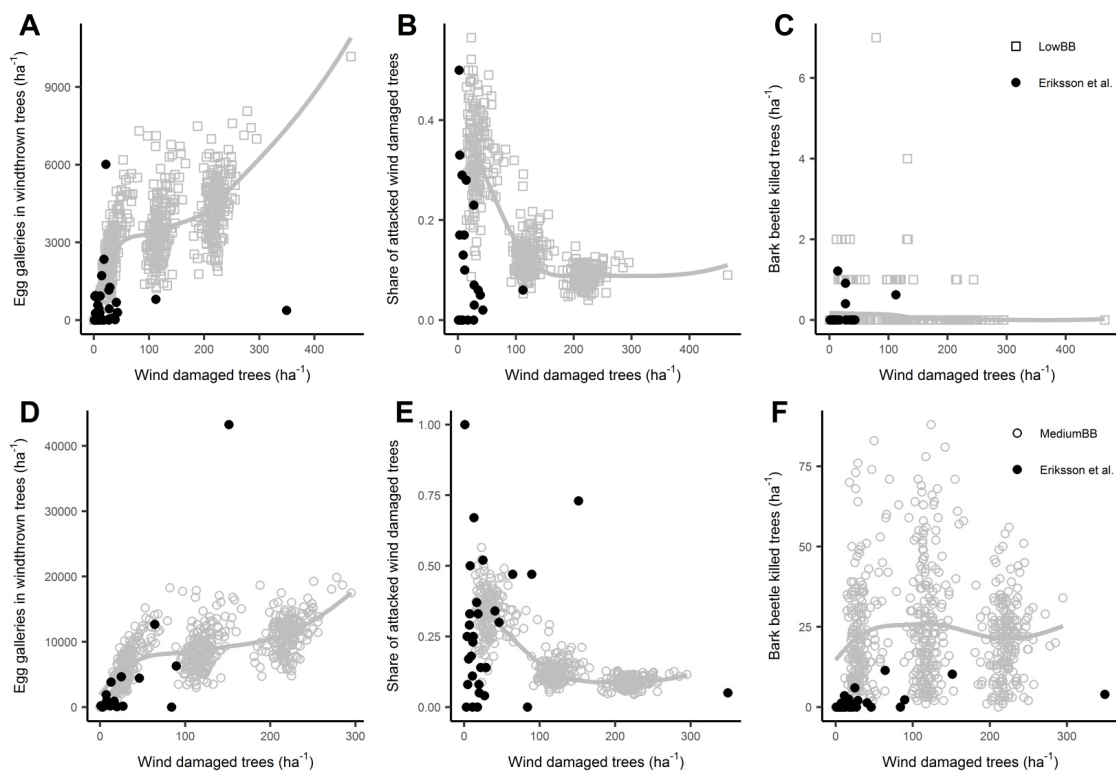 A
Egg galleries in windthrown trees (ha⁻¹)
9000
6000
3000
0
0 100 200 300 400
Wind damaged trees (ha⁻¹)
B
Share of attacked wind damaged trees
0.4
0.2
0.0
0 100 200 300 400
Wind damaged trees (ha⁻¹)
C
Bark beetle killed trees (ha⁻¹)
6
4
2
0
0 100 200 300 400
Wind damaged trees (ha⁻¹)
LowBB
Eriksson et al.
D
Egg galleries in windthrown trees (ha⁻¹)
40000
30000
20000
10000
0
0 100 200 300
Wind damaged trees (ha⁻¹)
E
Share of attacked wind damaged trees
1.00
0.75
0.50
0.25
0.00
0 100 200 300
Wind damaged trees (ha⁻¹)
F
Bark beetle killed trees (ha⁻¹)
75
50
25
0
0 100 200 300
Wind damaged trees (ha⁻¹)
MediumBB
Eriksson et al.